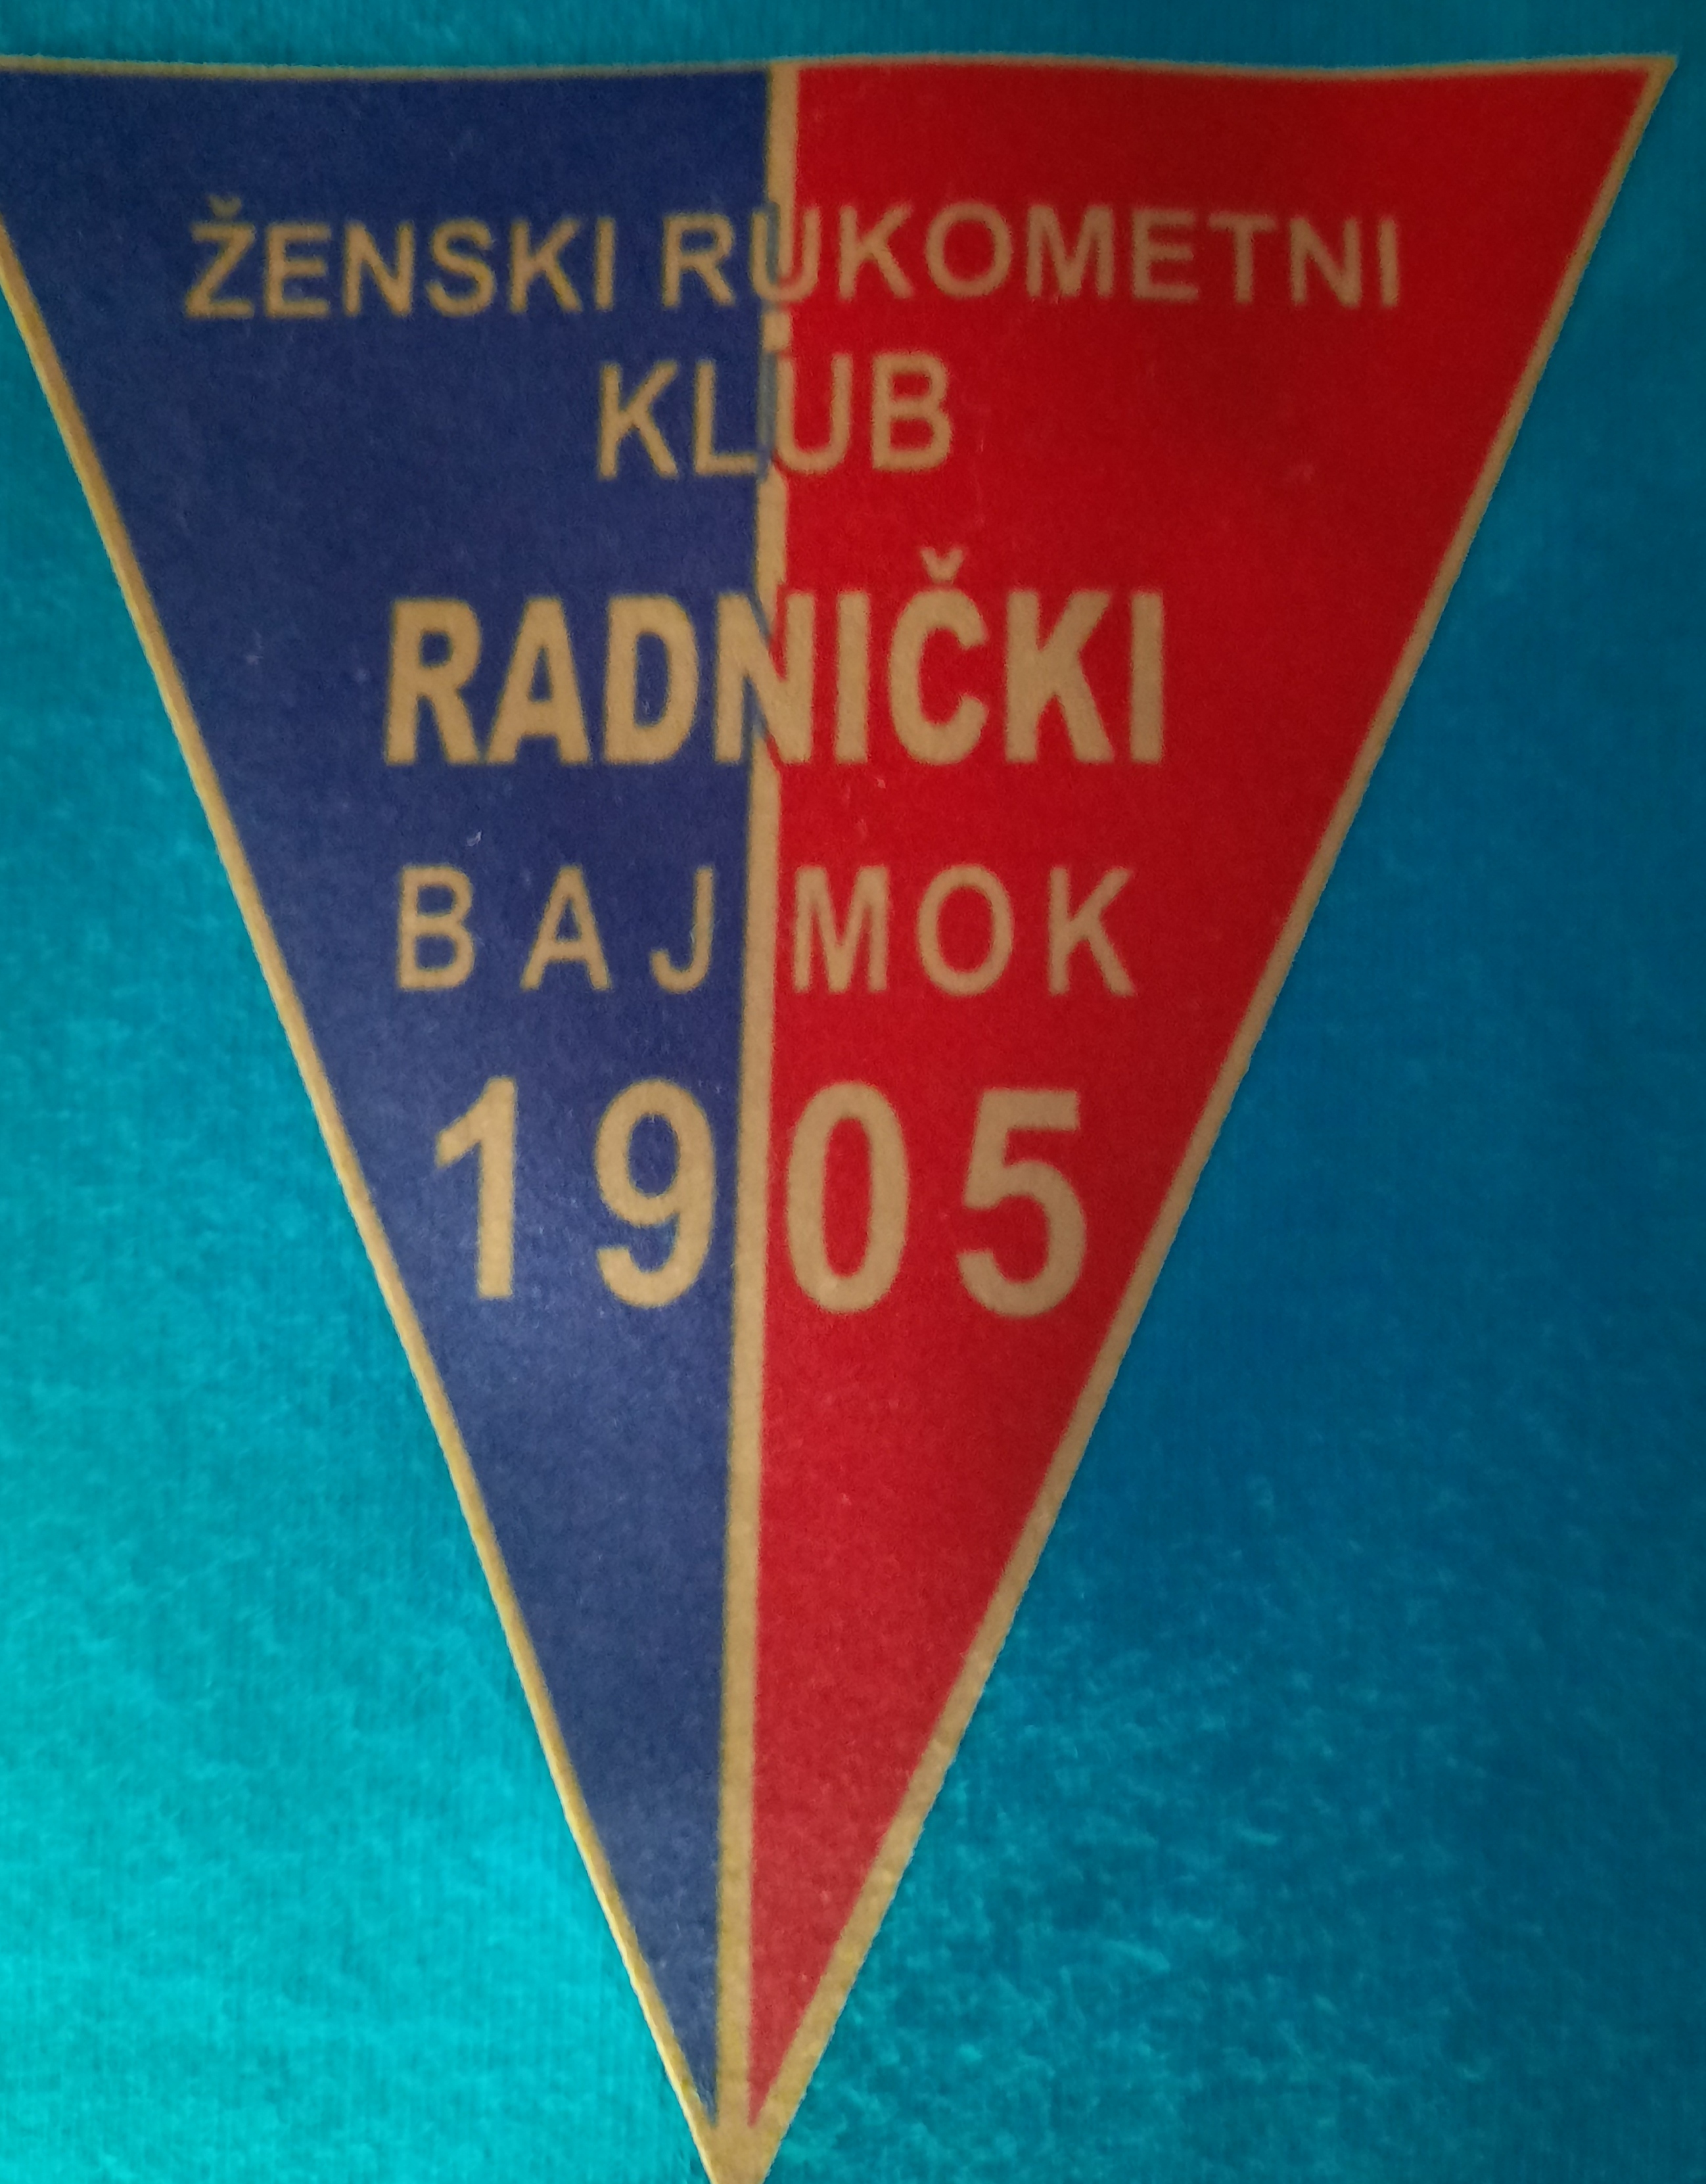 ŽENSKI RUKOMETNI
KLUB
RADNIČKI
BAJMOK
1905